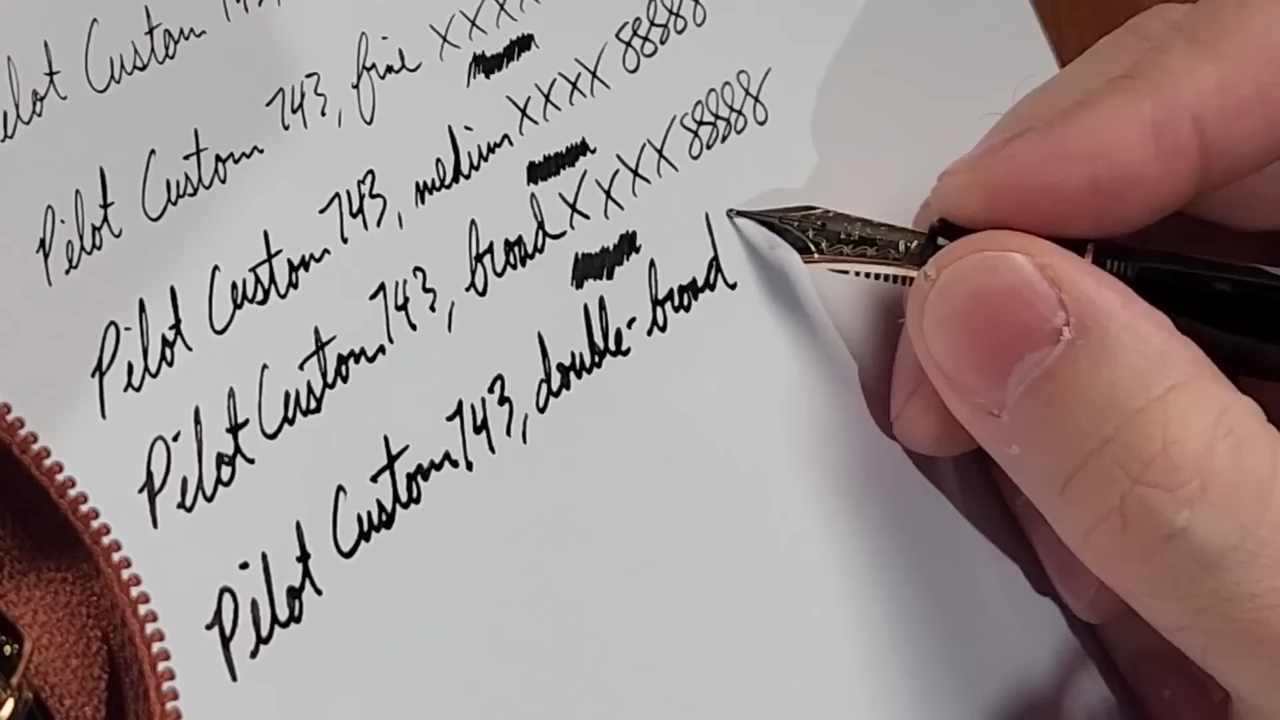 Pilot Custom 743,
Pilot Custom 743, fine xxxx
Pilot Custom 743, medium xxxx 88888
Pilot Custom 743, broad xxxx 88888
Pilot Custom 743, double-broad